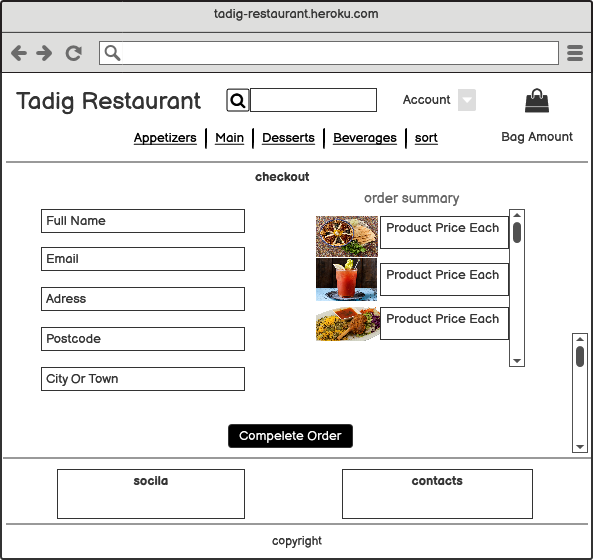 tadig-restaurant.heroku.com
Tadig Restaurant
Account
Bag Amount
Appetizers
Main
Desserts
Beverages
sort
checkout
order summary
Full Name
Email
Adress
Postcode
City Or Town
Product Price Each
Product Price Each
Product Price Each
Compelete Order
socila
contacts
copyright